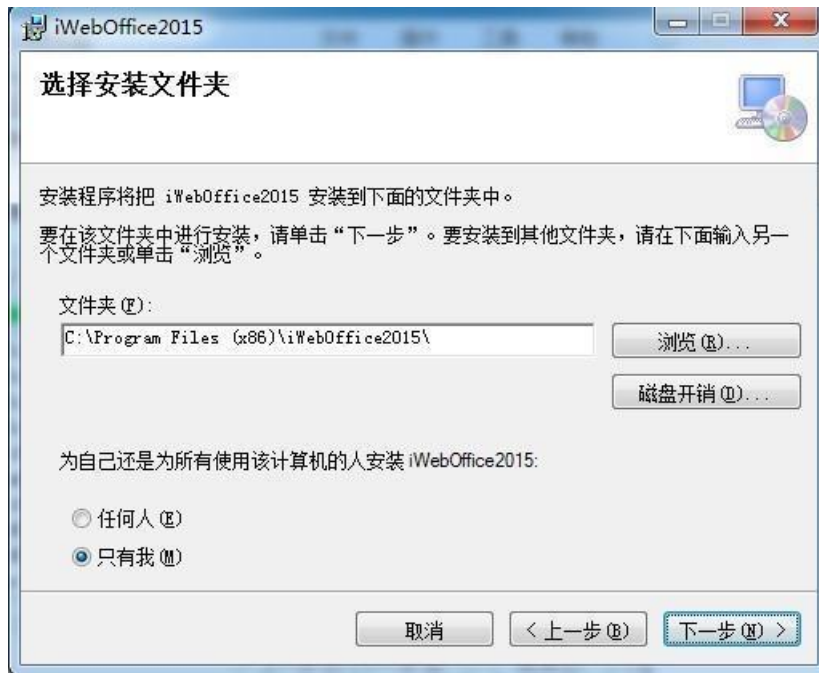 iWebOffice2015
选择安装文件夹
安装程序将把 iWebOffice2015 安装到下面的文件夹中。
要在该文件夹中进行安装，请单击“下一步”。要安装到其他文件夹，请在下面输入另一
个文件夹或单击“浏览”。
文件夹(F):
C:\Program Files (x86)\iWebOffice2015\
浏览(R)...
磁盘开销(D)...
为自己还是为所有使用该计算机的人安装 iWebOffice2015:
任何人(E)
只有我(M)
取消
< 上一步(B)
下一步(N) >